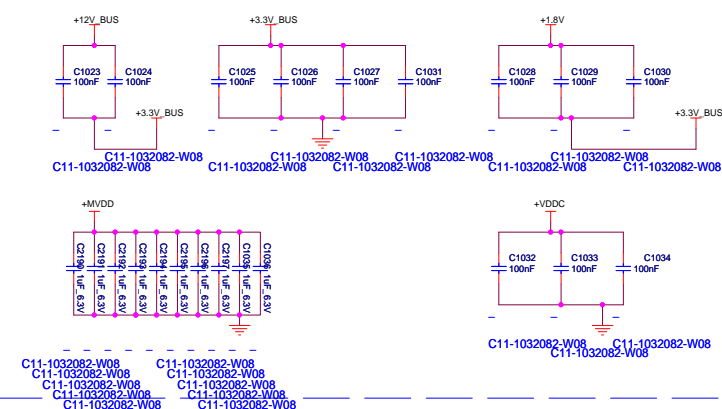 +12V_BUS
+3.3V_BUS
+1.8V
C1023
100nF
C1024
100nF
C1025
100nF
C1026
100nF
C1027
100nF
C1031
100nF
C1028
100nF
C1029
100nF
C1030
100nF
+3.3V_BUS
+3.3V_BUS
C11-1032082-W08
C11-1032082-W08
C11-1032082-W08
C11-1032082-W08
C11-1032082-W08
C11-1032082-W08
C11-1032082-W08
C11-1032082-W08
C11-1032082-W08
+MVDD
+VDDC
C2190 1uF_6.3V
C2191 1uF_6.3V
C2192 1uF_6.3V
C2193 1uF_6.3V
C2194 1uF_6.3V
C2195 1uF_6.3V
C2196 1uF_6.3V
C2197 1uF_6.3V
C1035 1uF_6.3V
C1036 1uF_6.3V
C1032
100nF
C1033
100nF
C1034
100nF
C11-1032082-W08
C11-1032082-W08
C11-1032082-W08
C11-1032082-W08
C11-1032082-W08
C11-1032082-W08
C11-1032082-W08
C11-1032082-W08
C11-1032082-W08
C11-1032082-W08
C11-1032082-W08
C11-1032082-W08
C11-1032082-W08